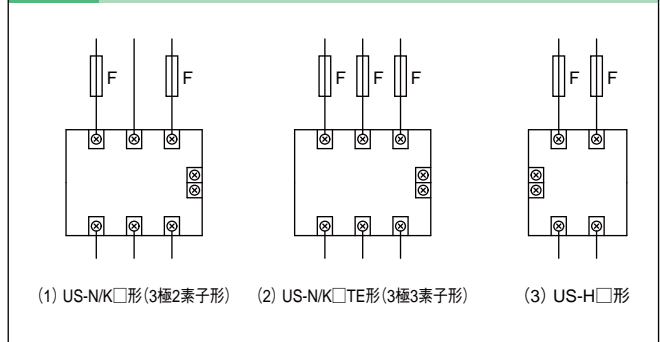 F F F F F F F
(1) US-N/K□形(3極2素子形) (2) US-N/K□TE形(3極3素子形) (3) US-H□形